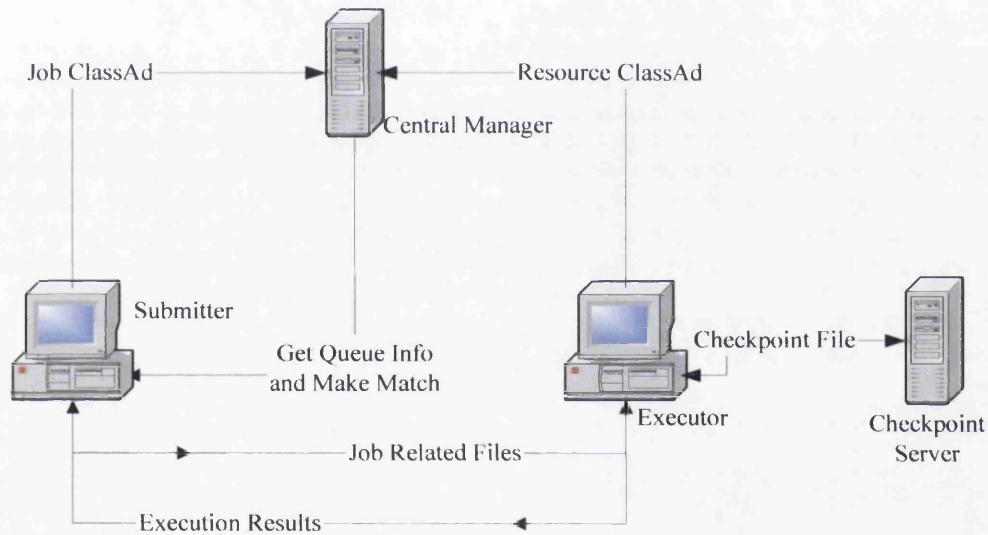 Job ClassAd
Resource ClassAd
Central Manager
Submitter
Get Queue Info
and Make Match
Checkpoint File
Executor
Checkpoint
Server
Job Related Files
Execution Results